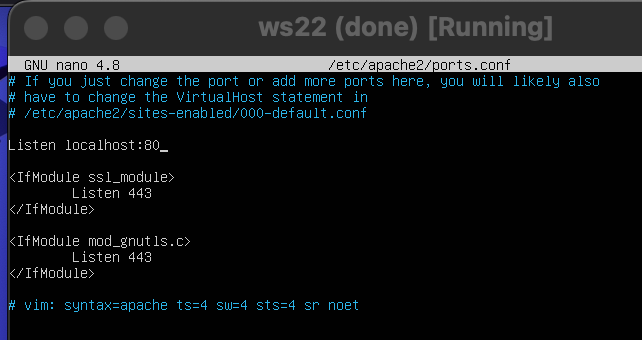 ws22 (done) [Running]
GNU nano 4.8 /etc/apache2/ports.conf
# If you just change the port or add more ports here, you will likely also
# have to change the VirtualHost statement in
# /etc/apache2/sites-enabled/000-default.conf
Listen localhost:80_
<IfModule ssl_module>
Listen 443
</IfModule>
<IfModule mod_gnutls.c>
Listen 443
</IfModule>
# vim: syntax=apache ts=4 sw=4 sts=4 sr noet